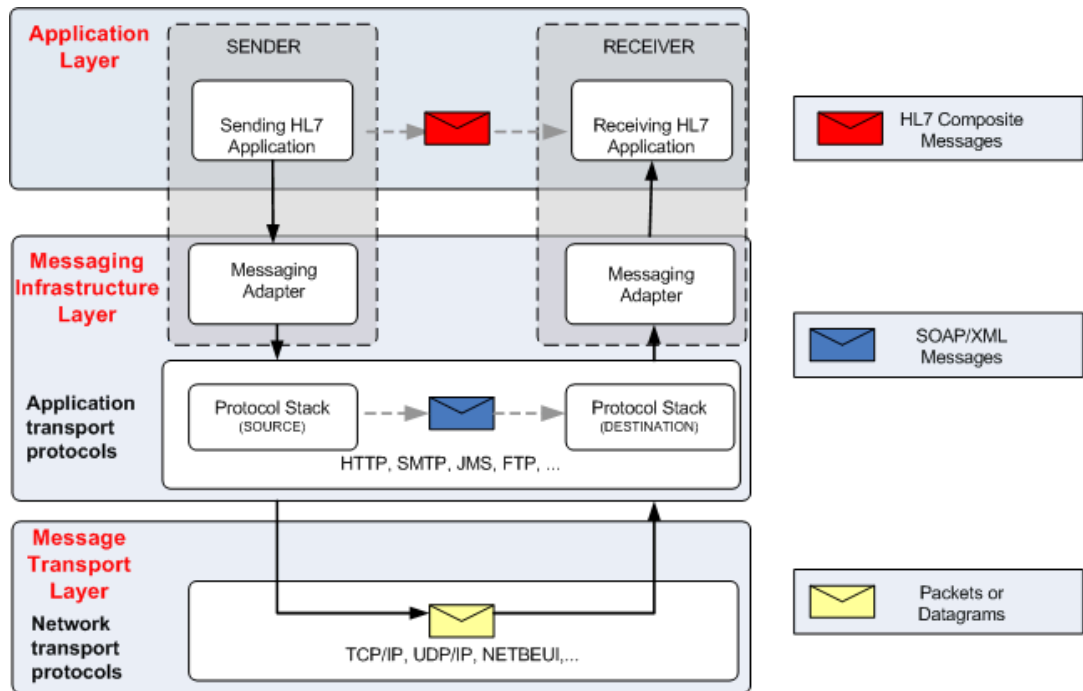 Application
Layer
SENDER
RECEIVER
Sending HL7
Application
Receiving HL7
Application
HL7 Composite
Messages
Messaging
Infrastructure
Layer
Messaging
Adapter
Messaging
Adapter
SOAP/XML
Messages
Application
transport
protocols
Protocol Stack
(SOURCE)
Protocol Stack
(DESTINATION)
HTTP, SMTP, JMS, FTP, ...
Message
Transport
Layer
Network
transport
protocols
TCP/IP, UDP/IP, NETBEUI,...
Packets or
Datagrams